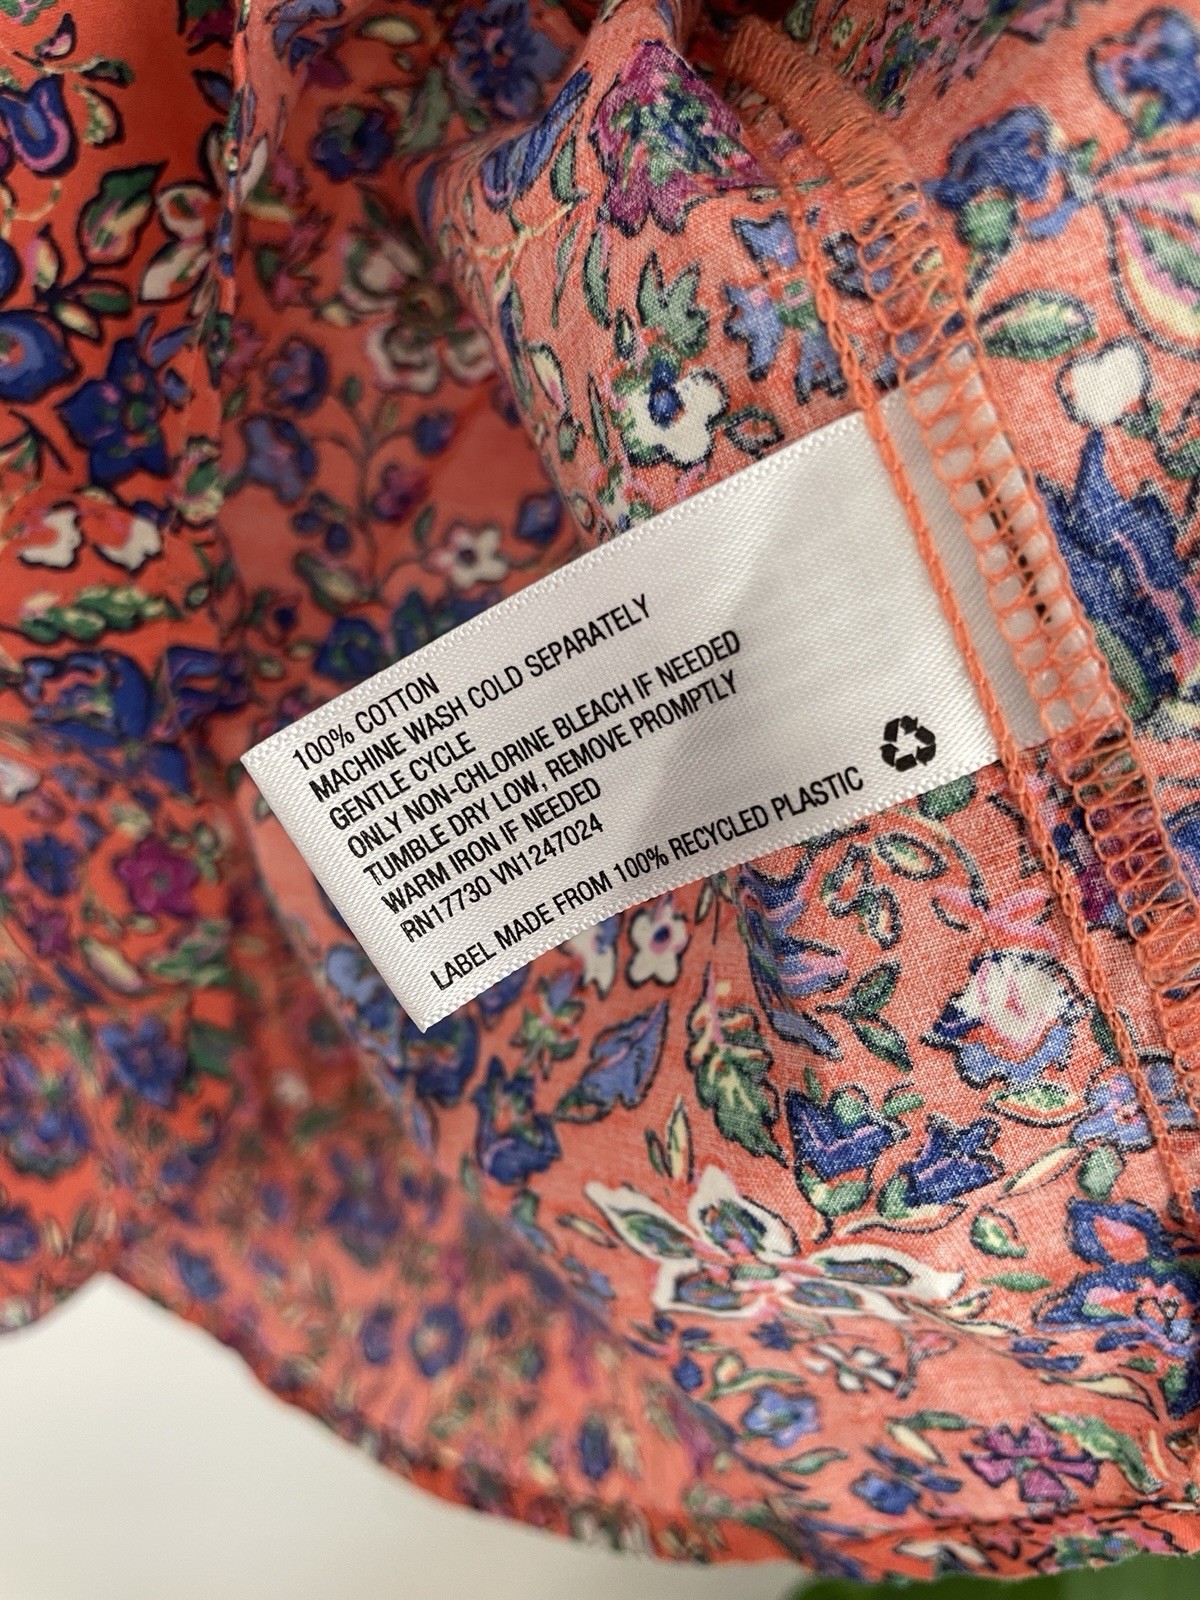 100% COTTON
MACHINE WASH COLD SEPARATELY
GENTLE CYCLE
ONLY NON-CHLORINE BLEACH IF NEEDED
TUMBLE DRY LOW, REMOVE PROMPTLY
WARM IRON IF NEEDED
RN17730 VN1247024
LABEL MADE FROM 100% RECYCLED PLASTIC